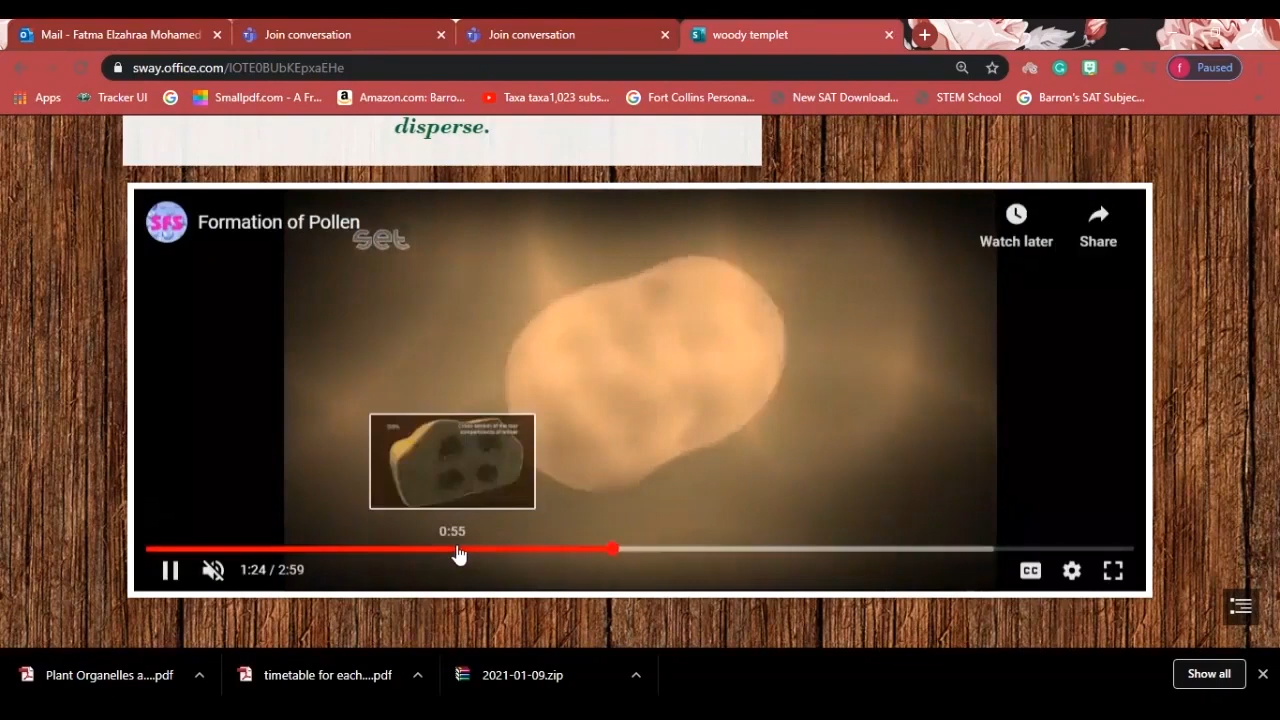 Mail - Fatma Elzahraa Mohamed
Join conversation
Join conversation
woody templet
sway.office.com/IOTE0BUbKEpxaEHe
f Paused
Apps
Tracker UI
Smallpdf.com - A Fr...
Amazon.com: Barro...
Taxa taxa1,023 subs...
Fort Collins Persona...
New SAT Download...
STEM School
Barron's SAT Subjec...
disperse.
SFS
Formation of Pollen
set
Watch later
Share
0:55
1:24 / 2:59
CC
Plant Organelles a....pdf
timetable for each....pdf
2021-01-09.zip
Show all